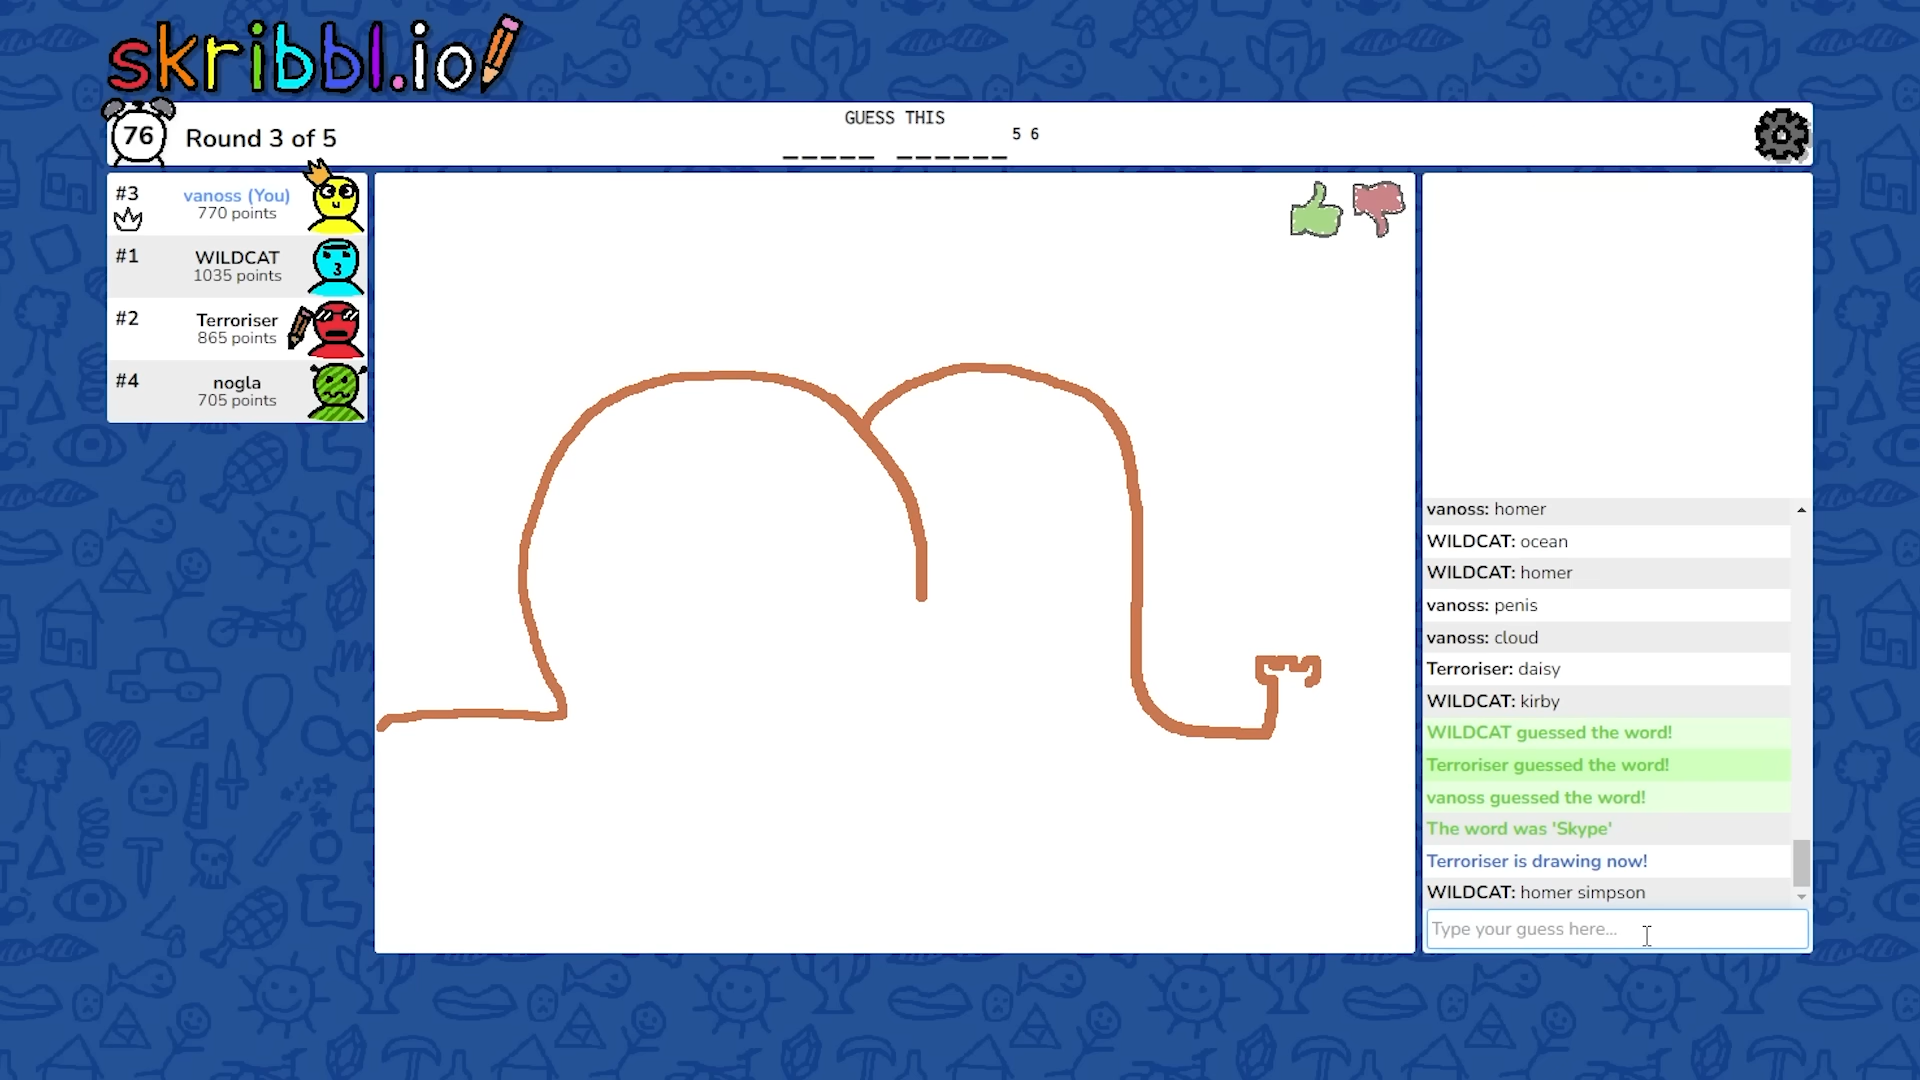 skribbl.io
76
Round 3 of 5
GUESS THIS
_____ ______ 5 6
#3
vanoss (You)
770 points
#1
WILDCAT
1035 points
#2
Terroriser
865 points
#4
nogla
705 points
vanoss: homer
WILDCAT: ocean
WILDCAT: homer
vanoss: penis
vanoss: cloud
Terroriser: daisy
WILDCAT: kirby
WILDCAT guessed the word!
Terroriser guessed the word!
vanoss guessed the word!
The word was 'Skype'
Terroriser is drawing now!
WILDCAT: homer simpson
Type your guess here...